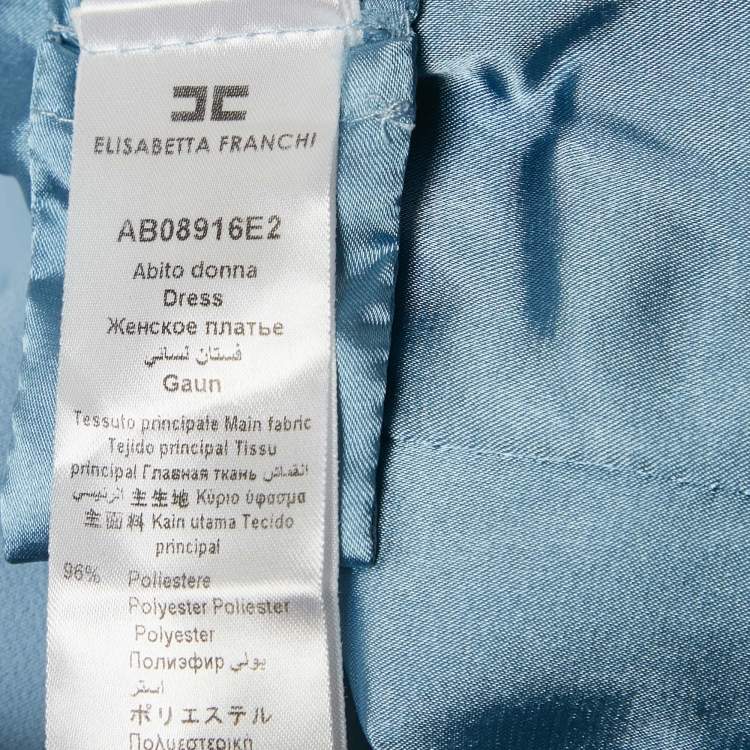 ELISABETTA FRANCHI
AB08916E2
Abito donna
Dress
Женское платье
فستان نسائي
Gaun
Tessuto principale Main fabric
Tejido principal Tissu
principal Главная ткань القماش
الرئيسي 主生地 Κύριο ύφασμα
主面料 Kain utama Tecido
principal
96% Poliestere
Polyester Poliester
Polyester
Полиэфир بولي
استر
ポリエステル
Πολυεστερική